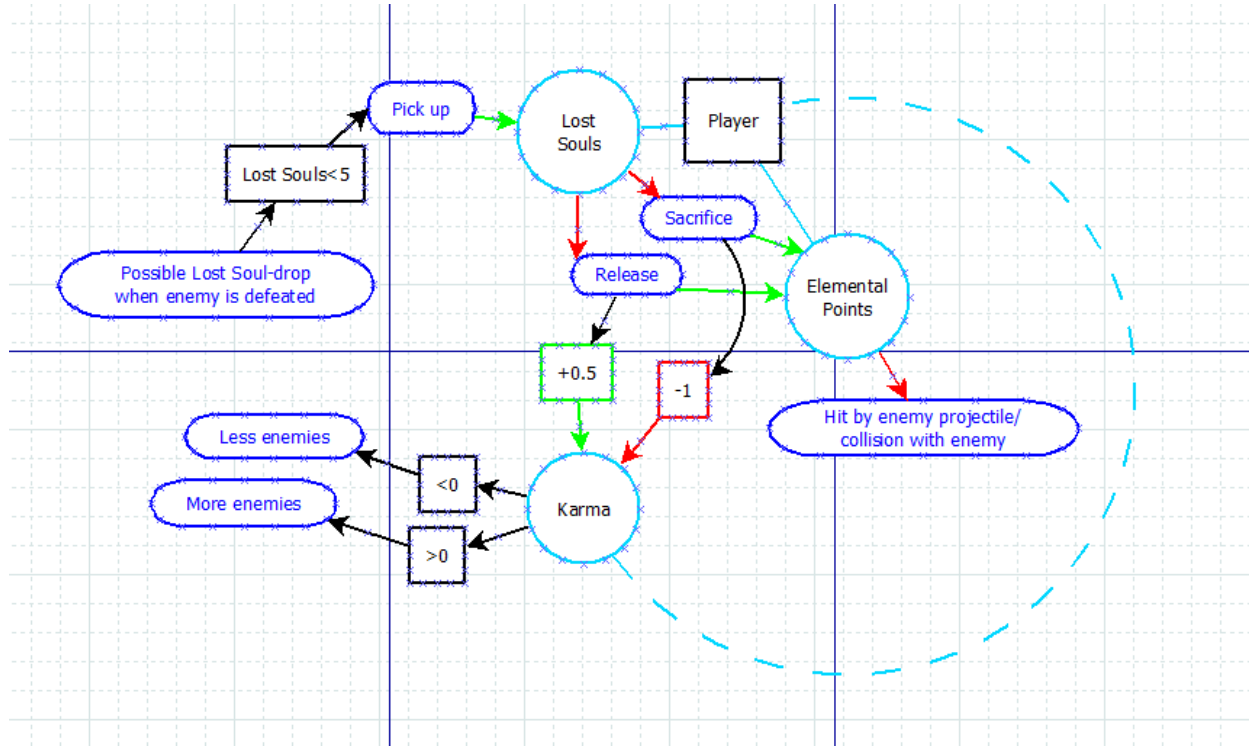 Pick up
Lost
Souls
Player
Lost Souls<5
Sacrifice
Possible Lost Soul-drop
when enemy is defeated
Release
Elemental
Points
+0.5
-1
Hit by enemy projectile/
collision with enemy
Less enemies
<0
More enemies
Karma
>0